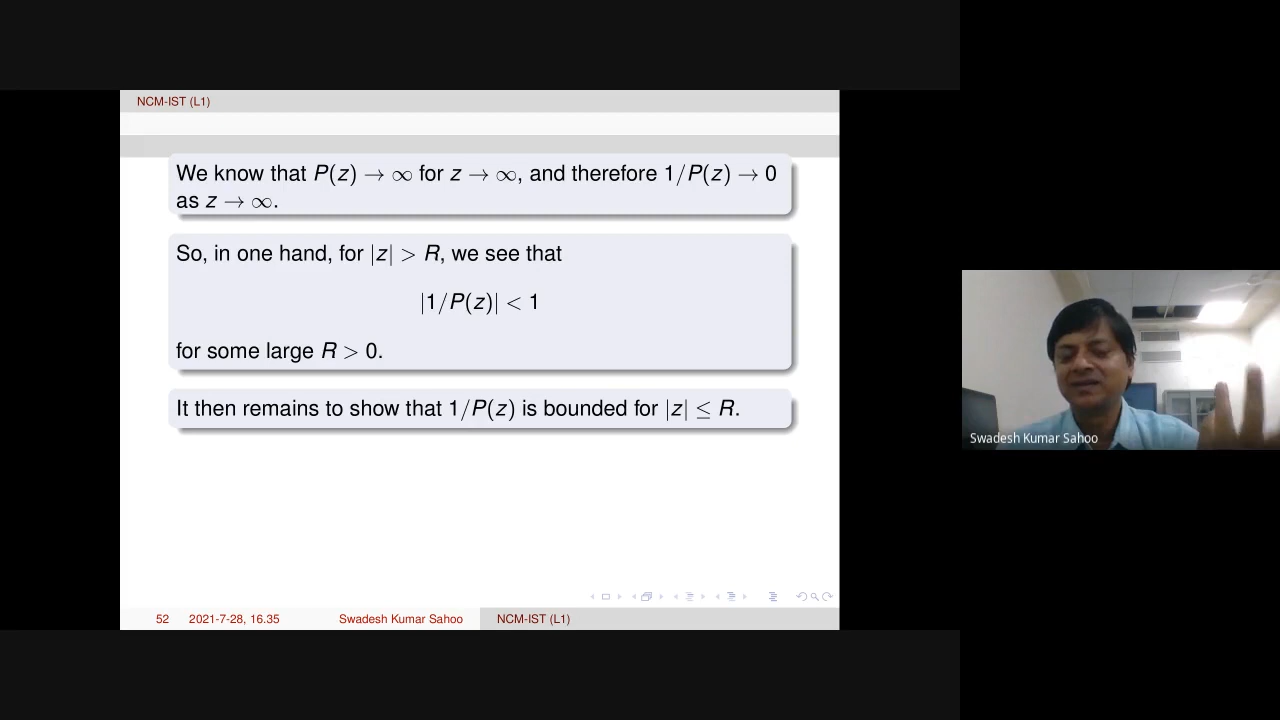 NCM-IST (L1)
We know that P(z) → ∞ for z → ∞, and therefore 1/P(z) → 0
as z → ∞.
So, in one hand, for |z| > R, we see that
|1/P(z)| < 1
for some large R > 0.
It then remains to show that 1/P(z) is bounded for |z| ≤ R.
Swadesh Kumar Sahoo
52 2021-7-28, 16.35 Swadesh Kumar Sahoo NCM-IST (L1)